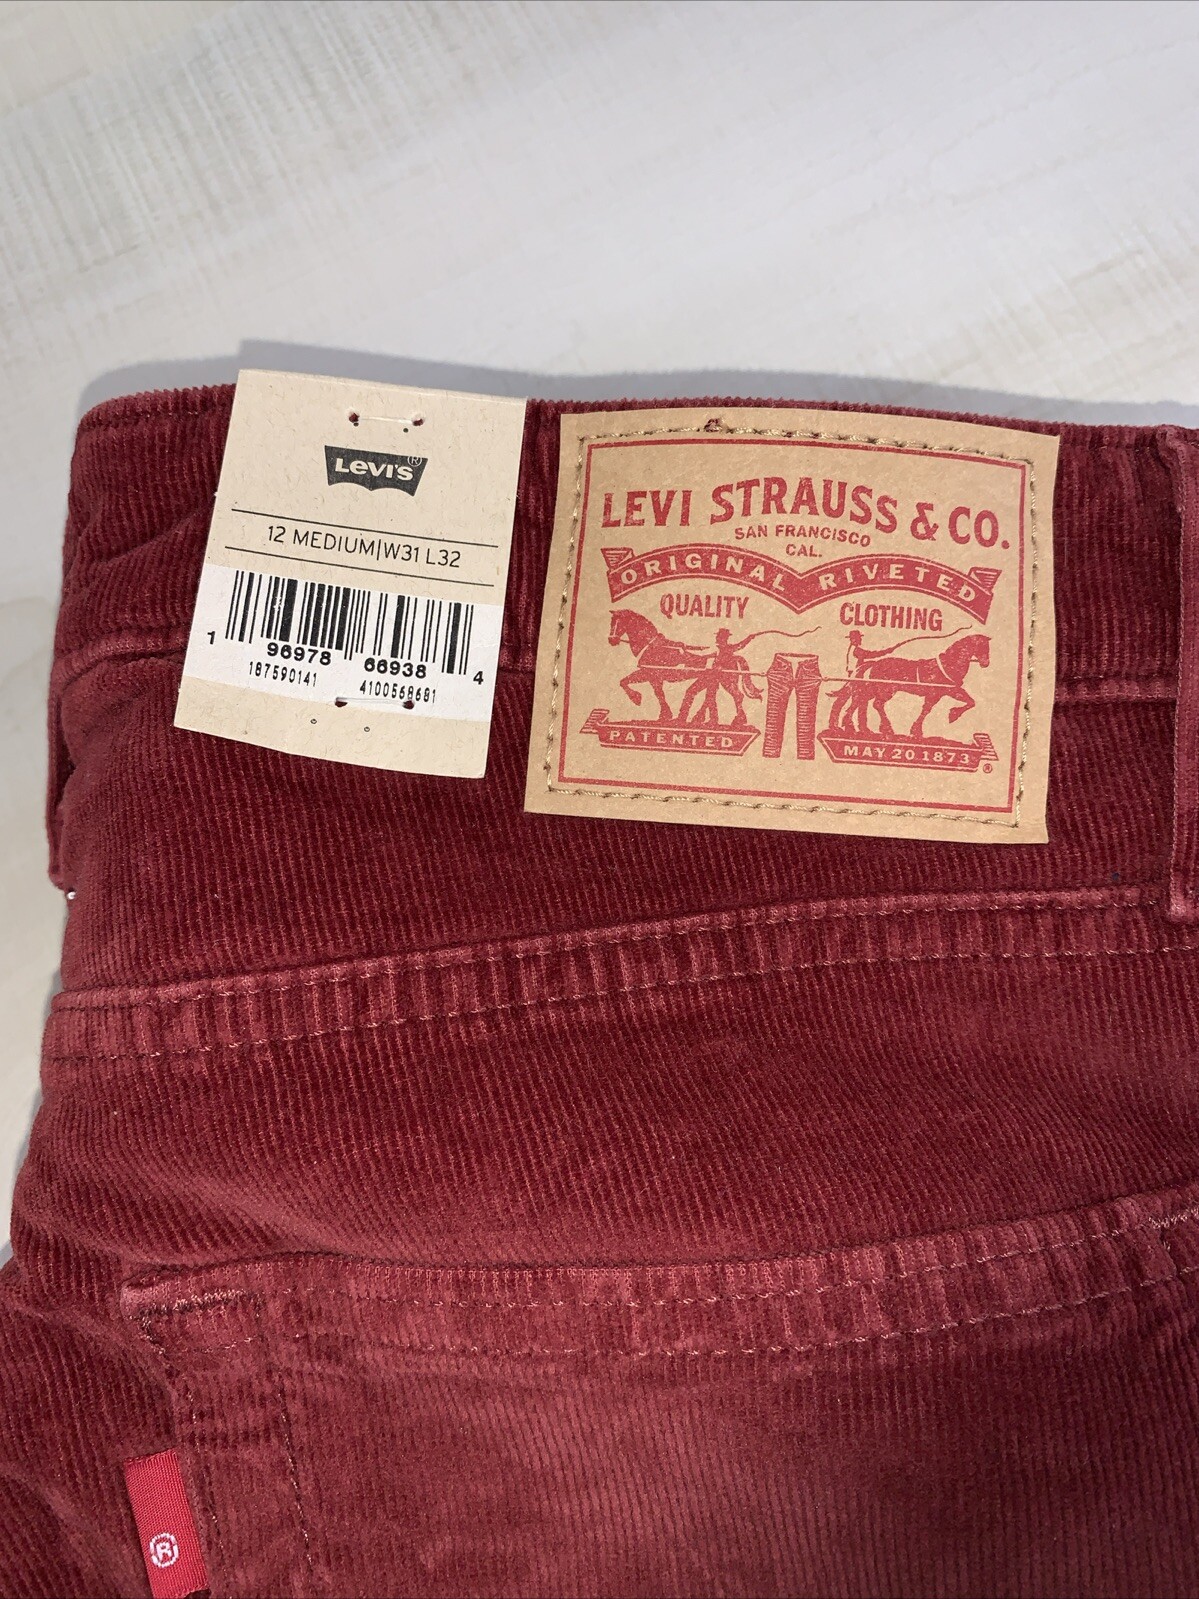 LEVI'S®
12 MEDIUM|W31 L32
1 96978 66938 4
187590141 4100568681
LEVI STRAUSS & CO.
SAN FRANCISCO
CAL.
ORIGINAL RIVETED
QUALITY CLOTHING
PATENTED MAY 20 1873 ®
®